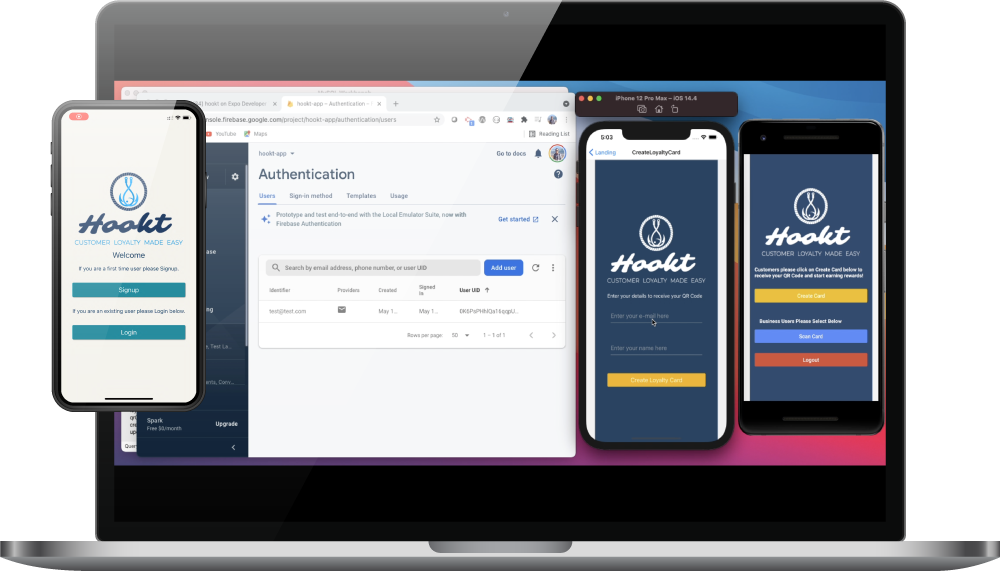 Hookt
CUSTOMER LOYALTY MADE EASY
Welcome
If you are a first time user please Signup.
Signup
If you are an existing user please Login below.
Login
hookt on Expo Develope
hookt-app – Authentication –
nsole.firebase.google.com/project/hookt-app/authentication/users
YouTube
Maps
Reading List
hookt-app
Go to docs
Authentication
Users
Sign-in method
Templates
Usage
Prototype and test end-to-end with the Local Emulator Suite, now with
Firebase Authentication
Get started
Search by email address, phone number, or user UID
Add user
Identifier
Providers
Created
Signed
in
User UID
test@test.com
May 1...
May 1...
Rows per page:
50
1 – 1 of 1
Spark
Free $0/month
Upgrade
iPhone 12 Pro Max – iOS 14.4
5:03
Landing
CreateLoyaltyCard
Hookt
CUSTOMER LOYALTY MADE EASY
Enter your details to receive your QR Code
Enter your e-mail here
Enter your name here
Create Loyalty Card
Hookt
CUSTOMER LOYALTY MADE EASY
Customers please click on Create Card below to
receive your QR Code and start earning rewards!
Create Card
Business Users Please Select Below
Scan Card
Logout